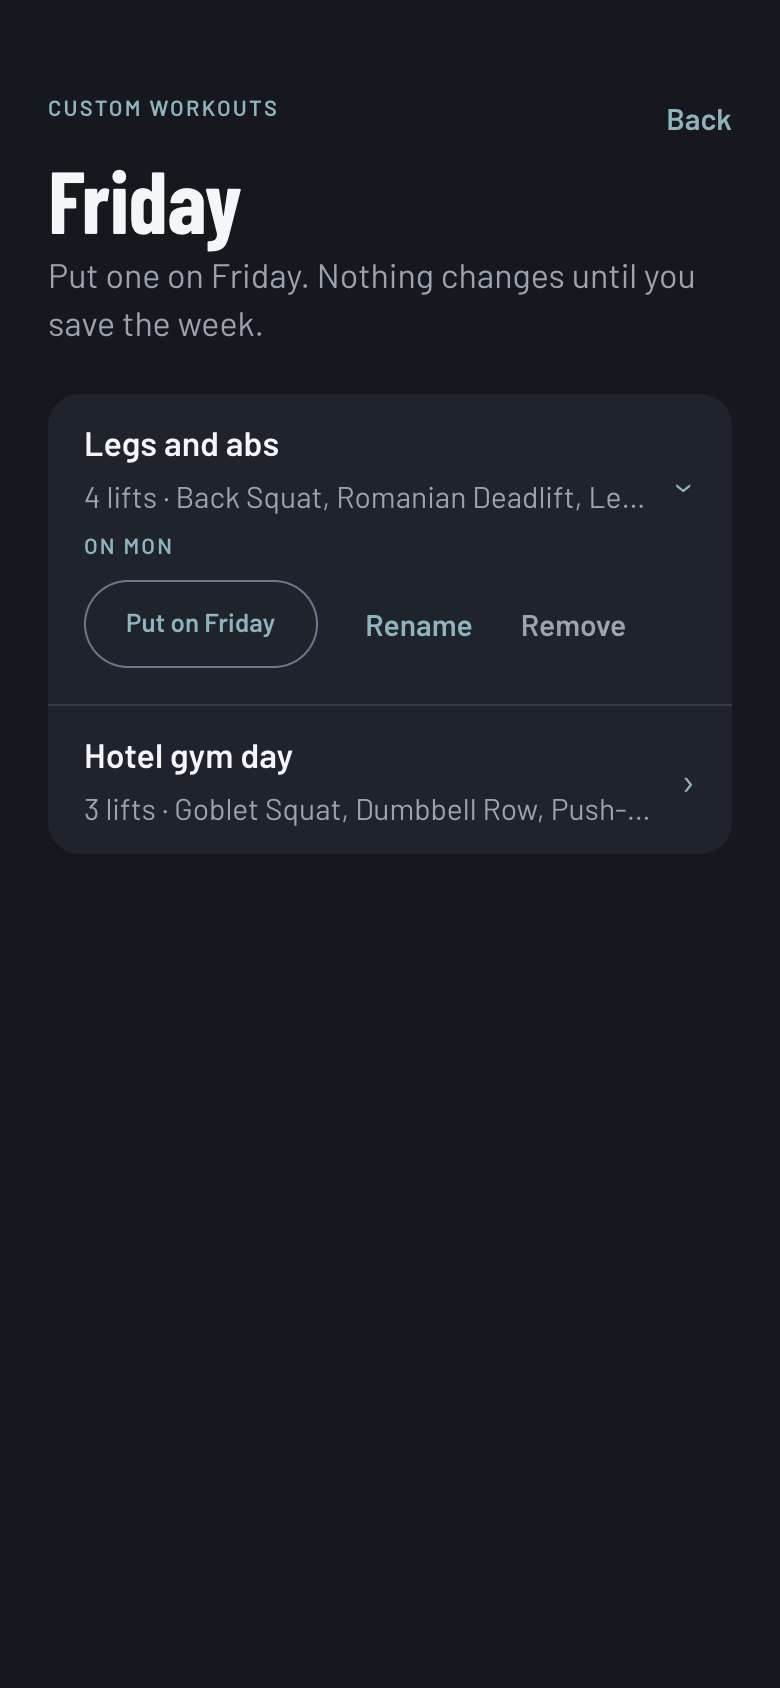 CUSTOM WORKOUTS
Back
Friday
Put one on Friday. Nothing changes until you
save the week.
Legs and abs
4 lifts · Back Squat, Romanian Deadlift, Le...
ON MON
Put on Friday
Rename
Remove
Hotel gym day
3 lifts · Goblet Squat, Dumbbell Row, Push-...